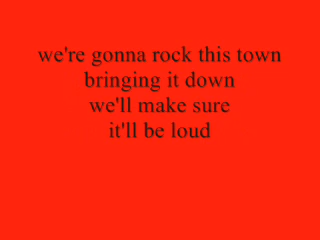 we're gonna rock this town
bringing it down
we'll make sure
it'll be loud